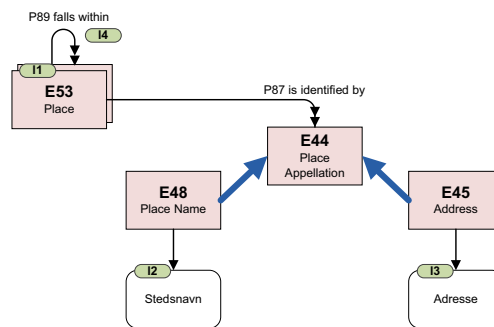 P89 falls within
I4
I1
E53
Place
P87 is identified by
E44
Place
Appellation
E48
Place Name
E45
Address
I2
Stedsnavn
I3
Adresse